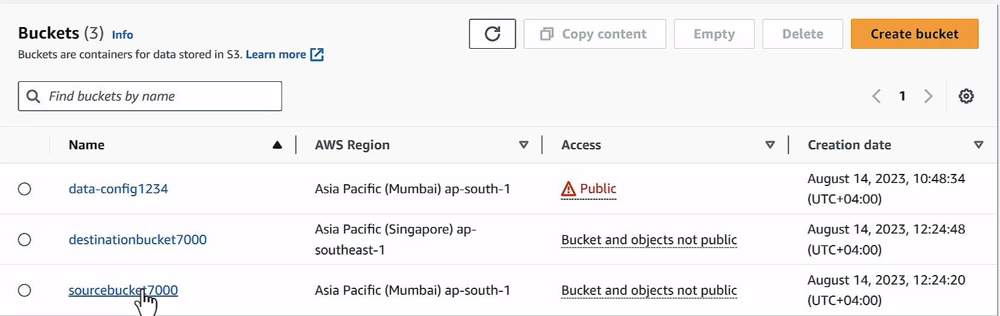 Buckets (3) Info
Copy content
Empty
Delete
Create bucket
Buckets are containers for data stored in S3. Learn more
Find buckets by name
1
Name
AWS Region
Access
Creation date
data-config1234
Asia Pacific (Mumbai) ap-south-1
Public
August 14, 2023, 10:48:34
(UTC+04:00)
destinationbucket7000
Asia Pacific (Singapore) ap-
southeast-1
Bucket and objects not public
August 14, 2023, 12:24:48
(UTC+04:00)
sourcebucket7000
Asia Pacific (Mumbai) ap-south-1
Bucket and objects not public
August 14, 2023, 12:24:20
(UTC+04:00)